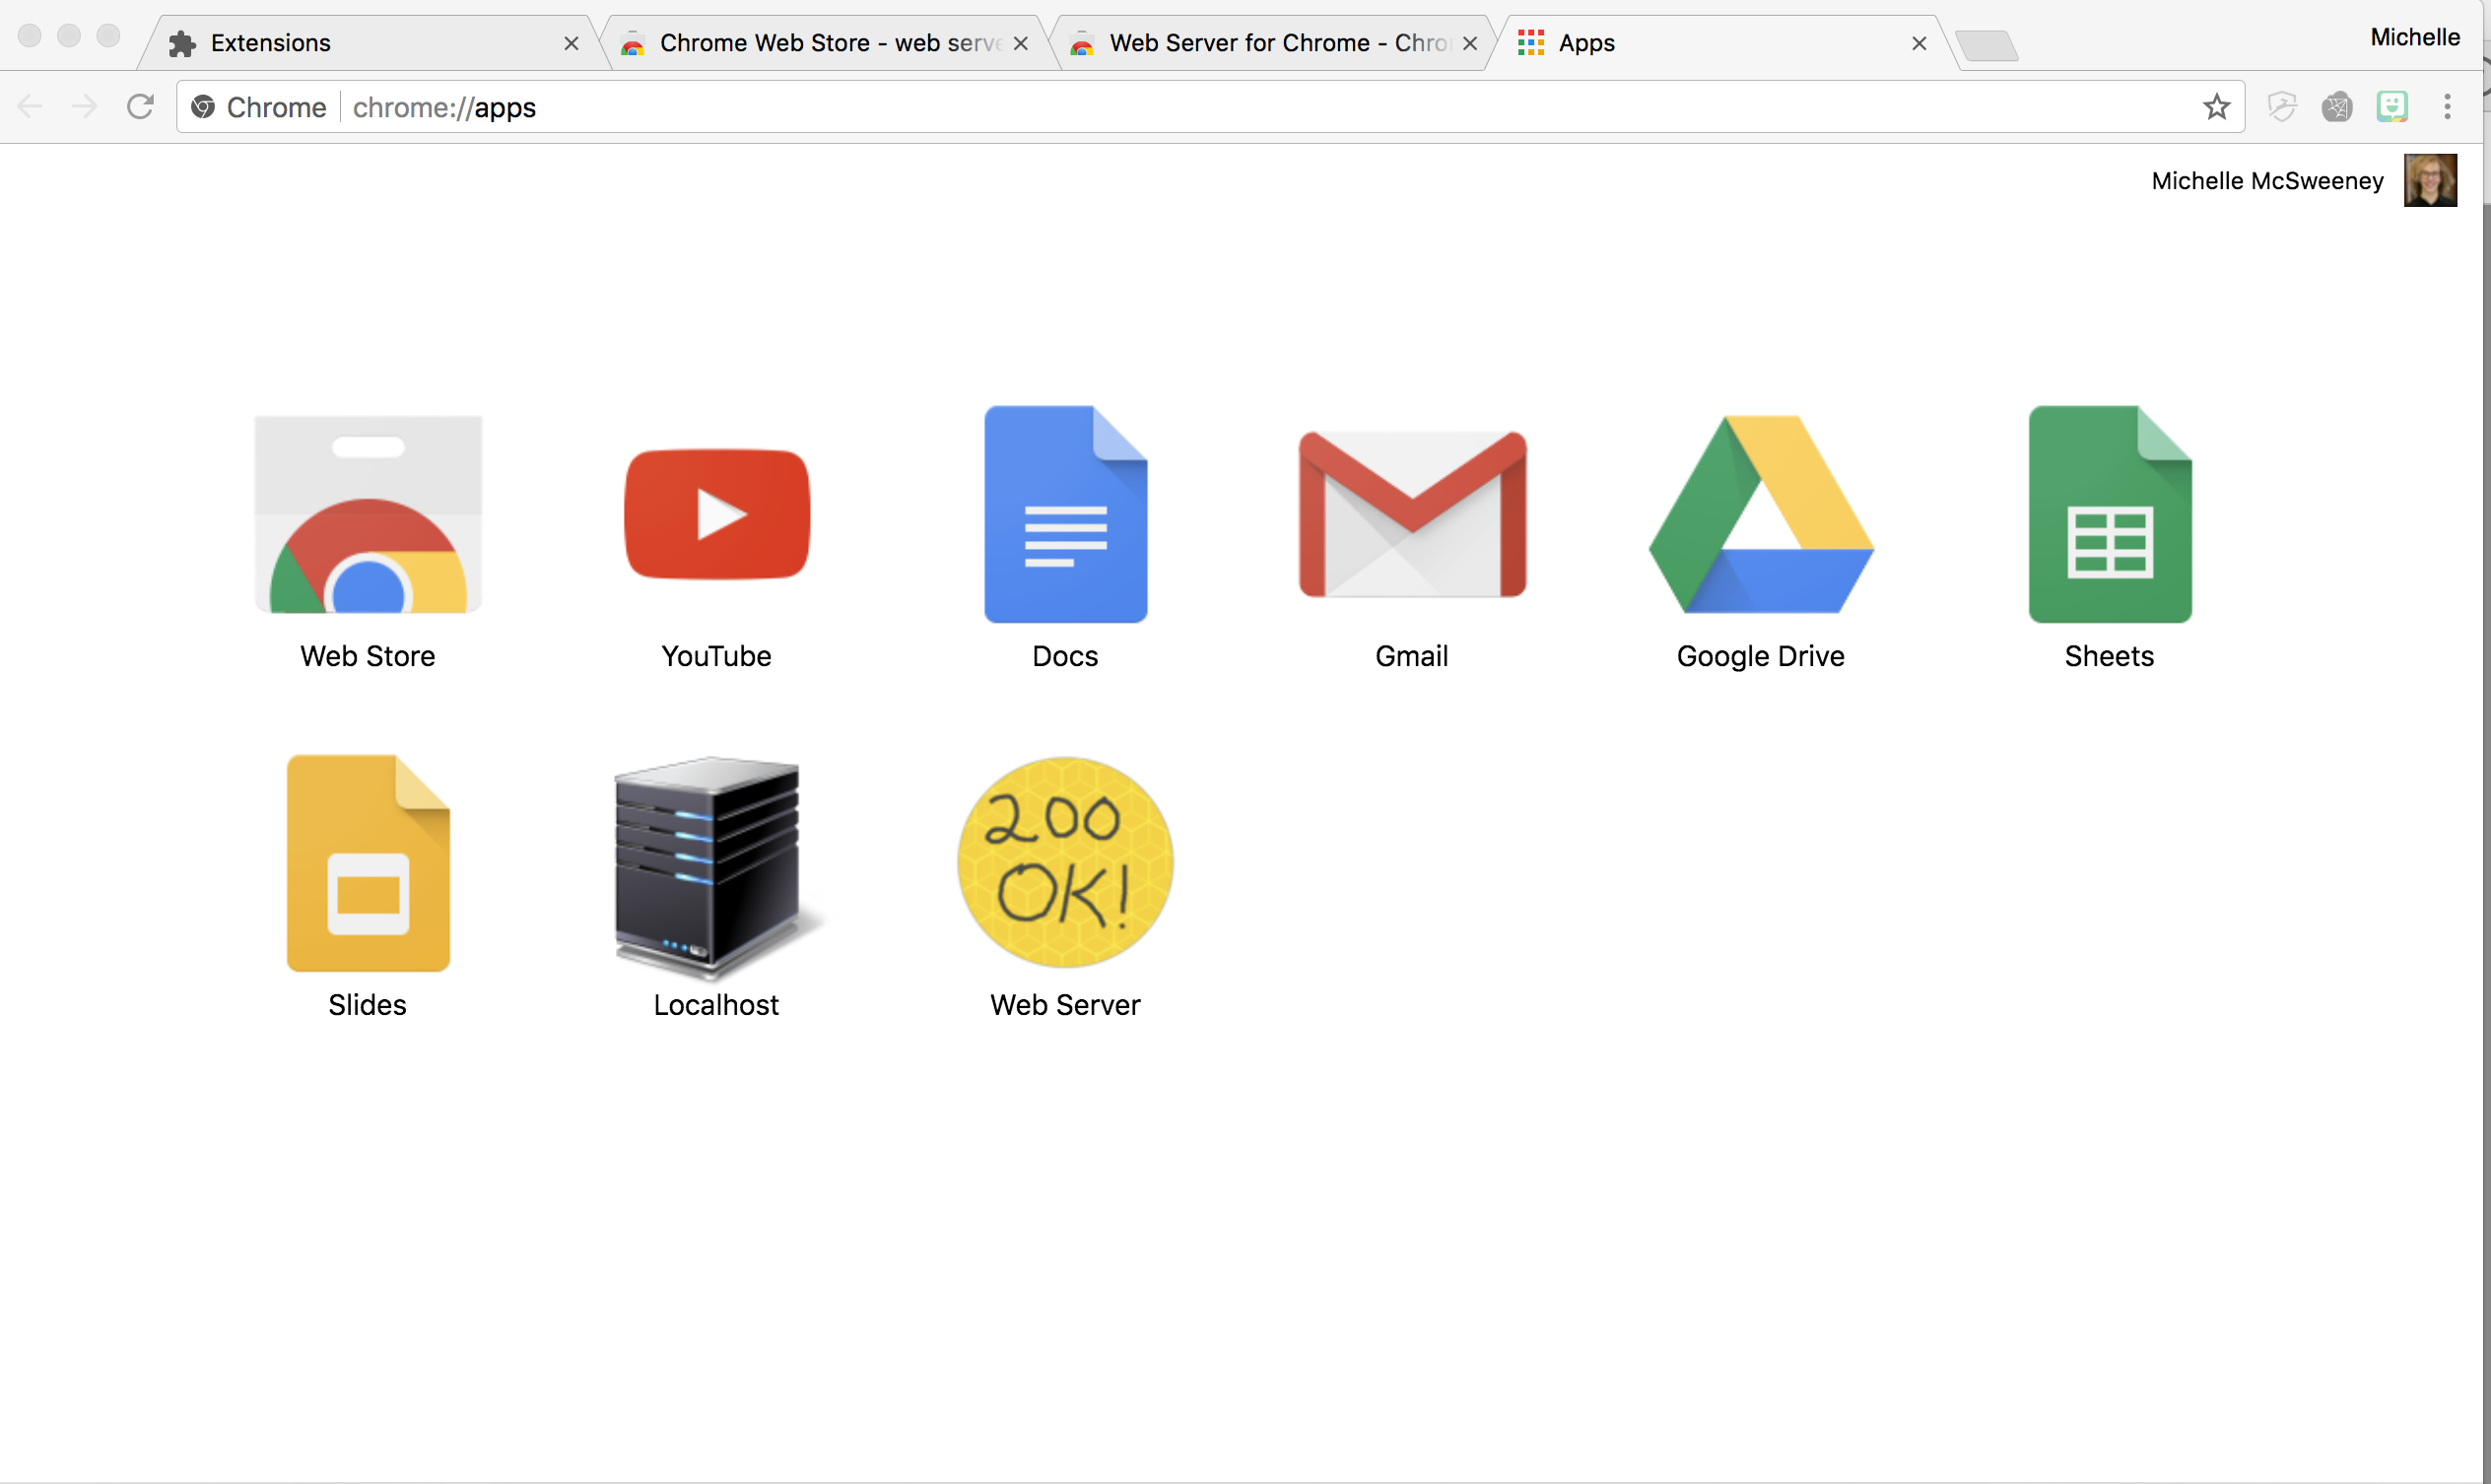 Extensions
Chrome Web Store - web serve
Web Server for Chrome - Chro
Apps
Michelle
Chrome
chrome://apps
Michelle McSweeney
Web Store
YouTube
Docs
Gmail
Google Drive
Sheets
200
OK!
Slides
Localhost
Web Server